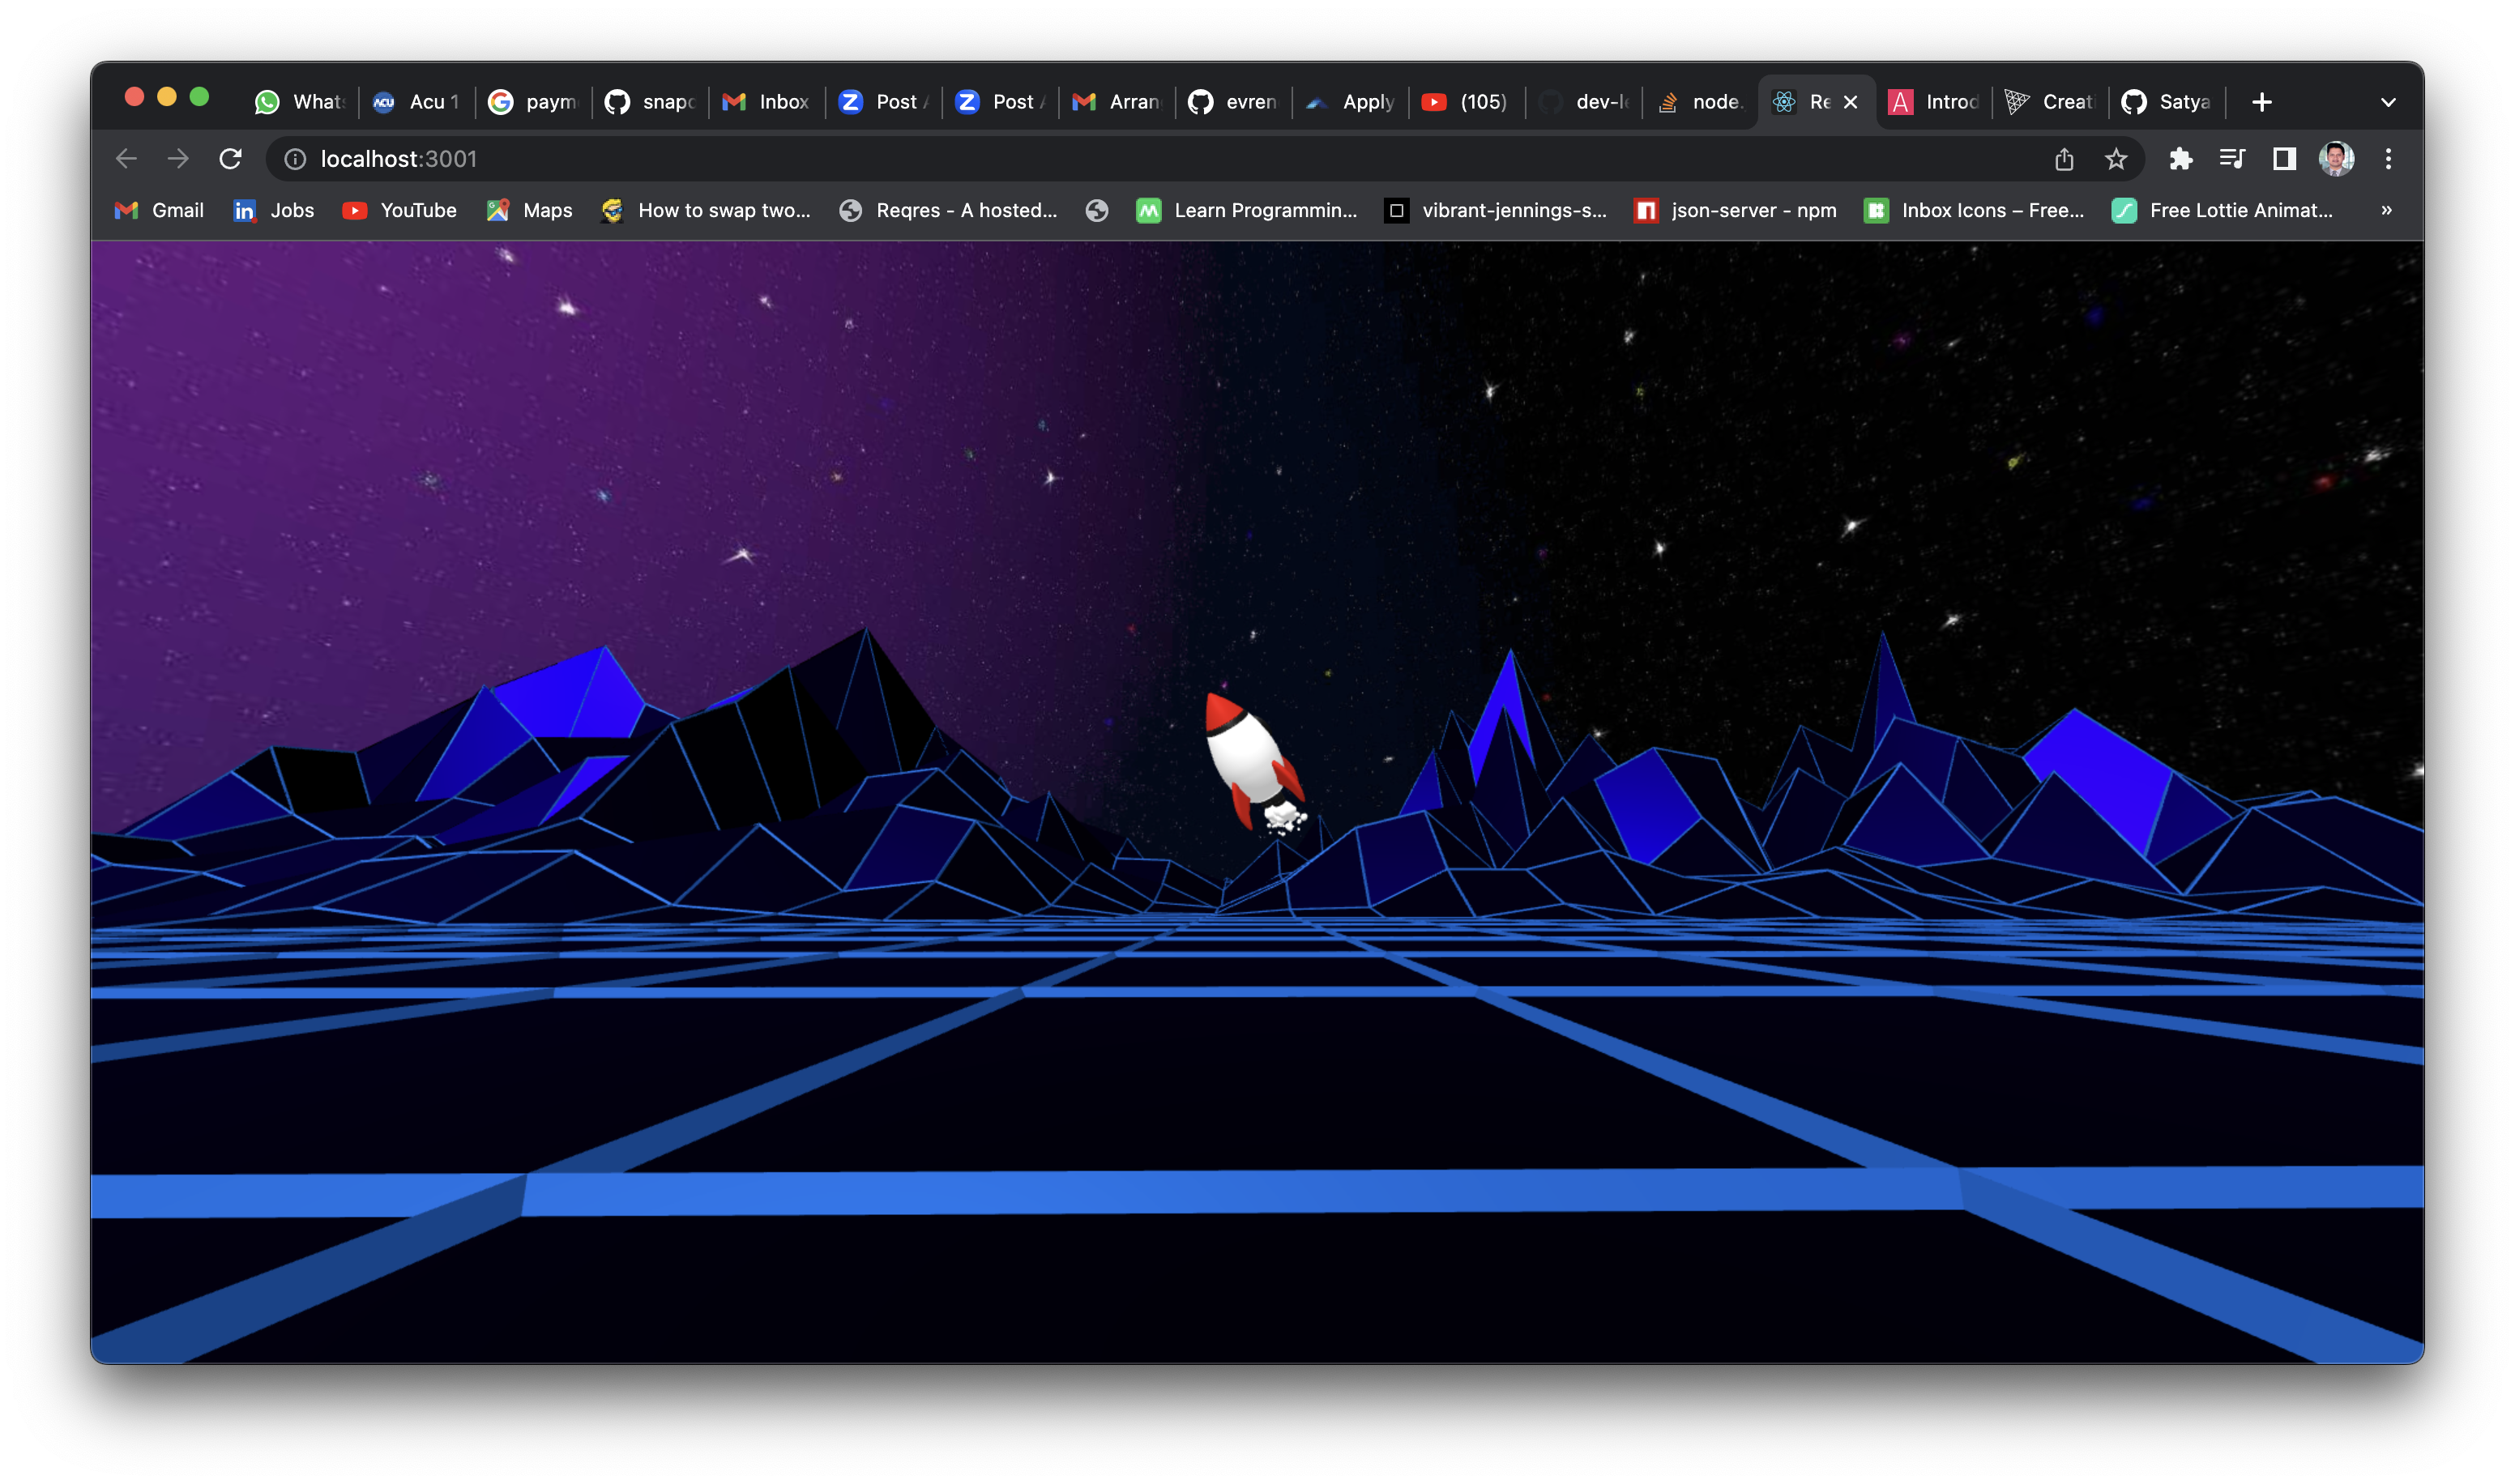 What Acu 1 paym snapc Inbox Post Post Arran evren Apply (105) dev-le node. Re Introd Creat Satya
localhost:3001
Gmail Jobs YouTube Maps How to swap two... Reqres - A hosted... Learn Programmin... vibrant-jennings-s... json-server - npm Inbox Icons – Free... Free Lottie Animat... »